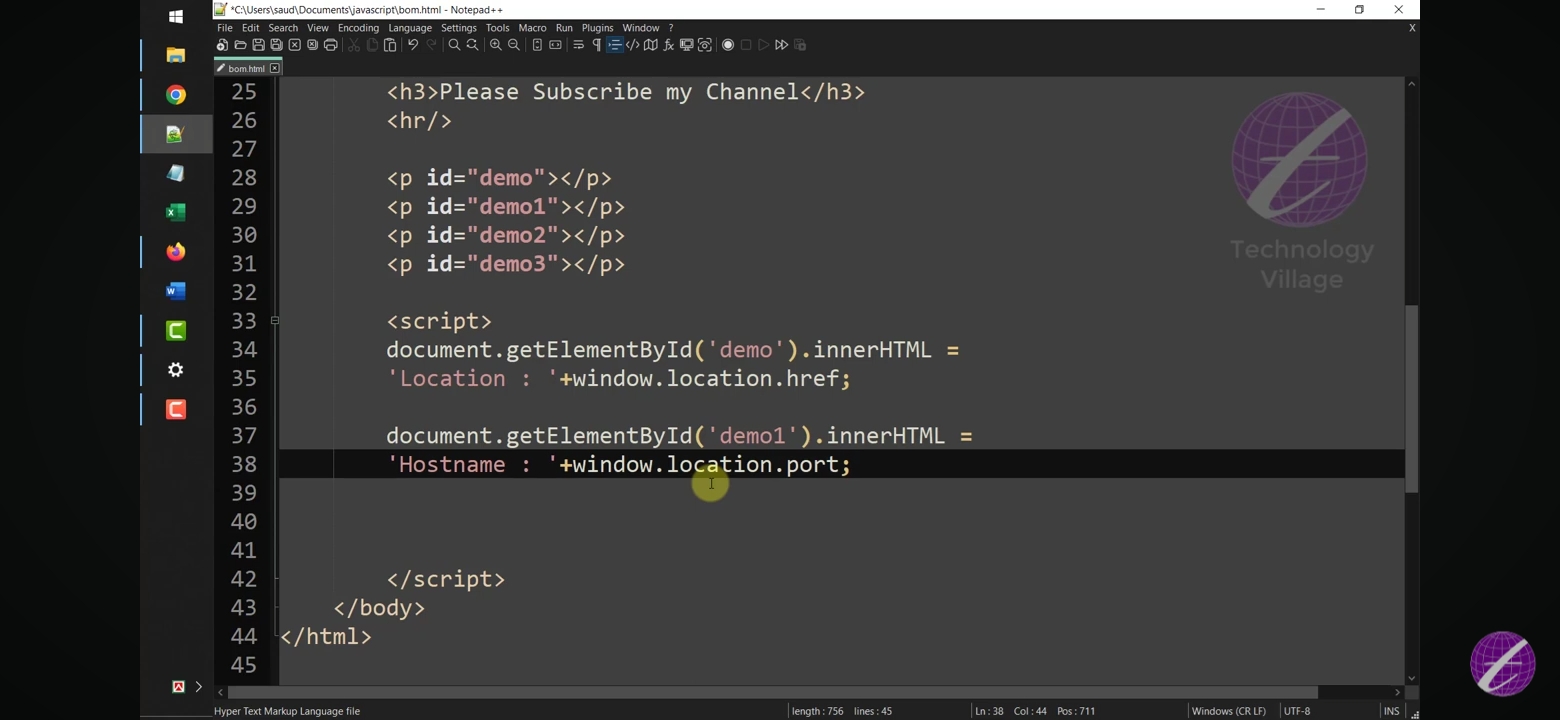 *C:\Users\saud\Documents\javascript\bom.html - Notepad++
File Edit Search View Encoding Language Settings Tools Macro Run Plugins Window ? X
bom.html
25 <h3>Please Subscribe my Channel</h3>
26 <hr/>
27
28 <p id="demo"></p>
29 <p id="demo1"></p>
30 <p id="demo2"></p>
31 <p id="demo3"></p>
32
33 <script>
34 document.getElementById('demo').innerHTML =
35 'Location : '+window.location.href;
36
37 document.getElementById('demo1').innerHTML =
38 'Hostname : '+window.location.port;
39
40
41
42 </script>
43 </body>
44 </html>
45
Technology
Village
Hyper Text Markup Language file length : 756 lines : 45 Ln : 38 Col : 44 Pos : 711 Windows (CR LF) UTF-8 INS